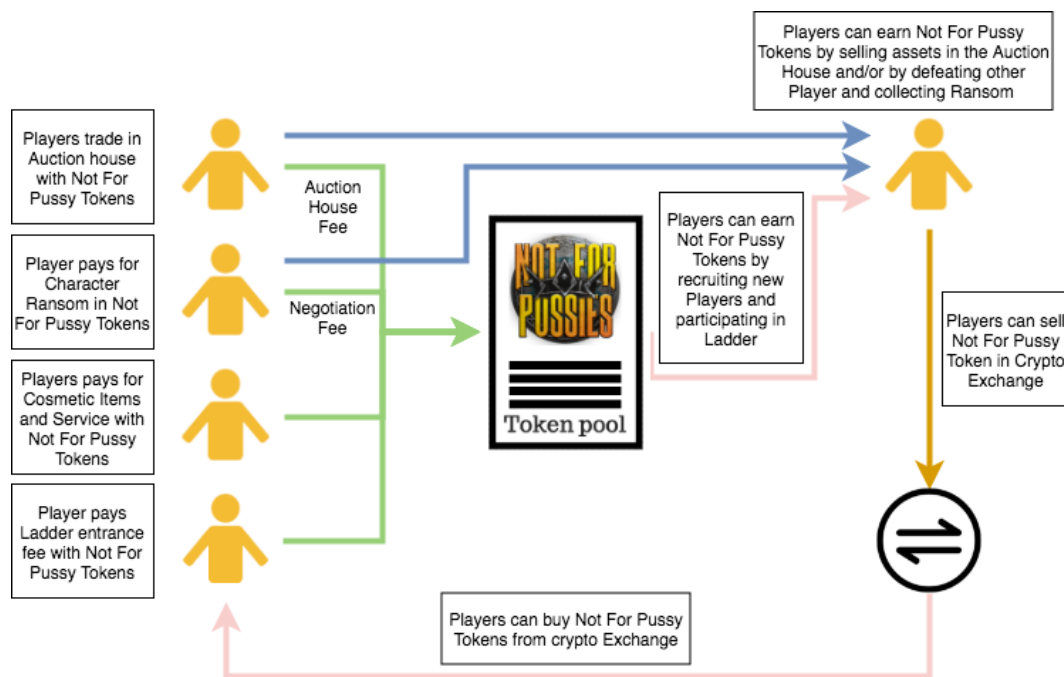 Players can earn Not For Pussy
Tokens by selling assets in the Auction
House and/or by defeating other
Player and collecting Ransom
Players trade in
Auction house
with Not For
Pussy Tokens
Auction
House
Fee
Player pays for
Character
Ransom in Not
For Pussy Tokens
Negotiation
Fee
NOT FOR
PUSSIES
Token pool
Players can earn
Not For Pussy
Tokens by
recruiting new
Players and
participating in
Ladder
Players can sell
Not For Pussy
Token in Crypto
Exchange
Players pays for
Cosmetic Items
and Service with
Not For Pussy
Tokens
Player pays
Ladder entrance
fee with Not For
Pussy Tokens
Players can buy Not For Pussy
Tokens from crypto Exchange